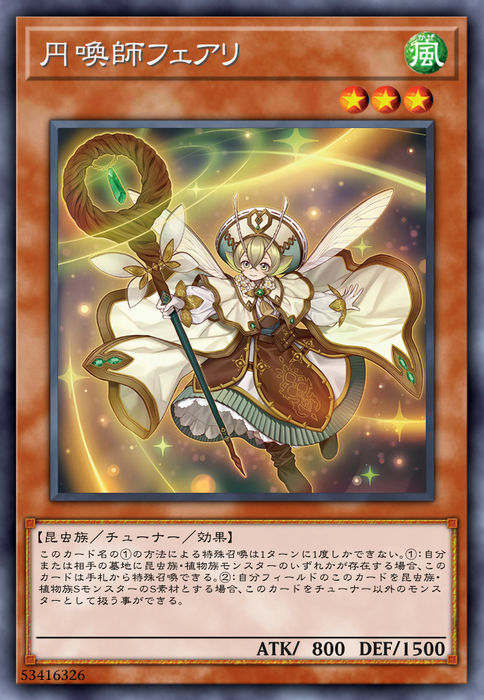 円喚師フェアリ
かぜ
風
【昆虫族／チューナー／効果】
このカード名の①の方法による特殊召喚は1ターンに1度しかできない。①：自分
または相手の墓地に昆虫族・植物族モンスターのいずれかが存在する場合、この
カードは手札から特殊召喚できる。②：自分フィールドのこのカードを昆虫族・
植物族SモンスターのS素材とする場合、このカードをチューナー以外のモンス
ターとして扱う事ができる。
ATK/ 800 DEF/1500
53416326